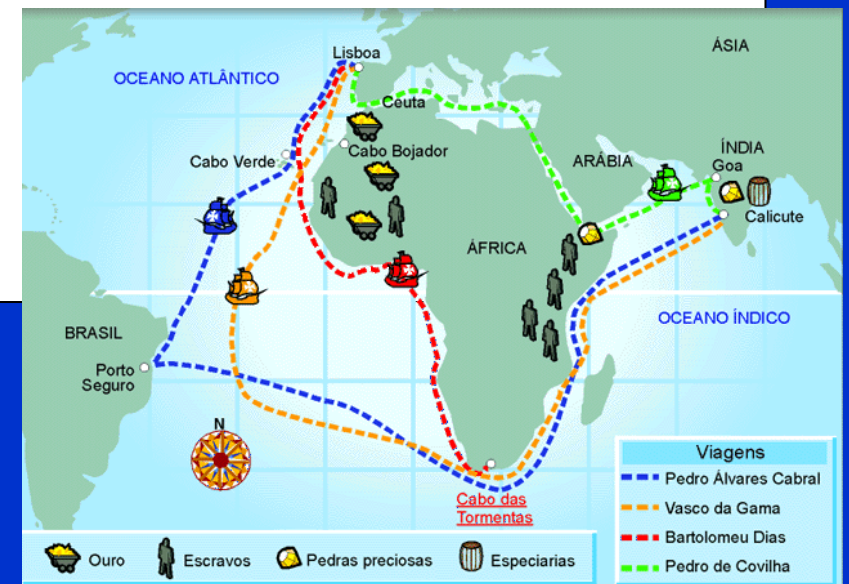 ÁSIA
Lisboa
OCEANO ATLÂNTICO
Ceuta
Cabo Bojador
Cabo Verde
ARÁBIA
ÍNDIA
Goa
Calicute
ÁFRICA
OCEANO ÍNDICO
BRASIL
Porto
Seguro
N
Cabo das
Tormentas
Viagens
Pedro Álvares Cabral
Vasco da Gama
Bartolomeu Dias
Pedro de Covilha
Ouro
Escravos
Pedras preciosas
Especiarias